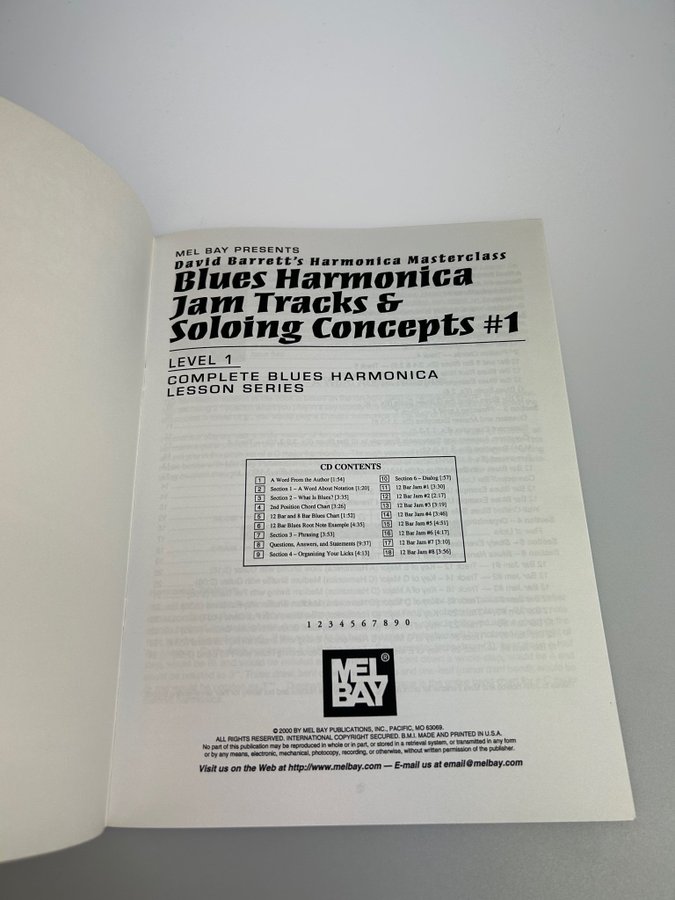 MEL BAY PRESENTS
David Barrett's Harmonica Masterclass
Blues Harmonica
Jam Tracks &
Soloing Concepts #1
LEVEL 1
COMPLETE BLUES HARMONICA
LESSON SERIES
CD CONTENTS
1 A Word From the Author [1:54]
2 Section 1 – A Word About Notation [1:20]
3 Section 2 – What Is Blues? [3:35]
4 2nd Position Chord Chart [3:26]
5 12 Bar and 8 Bar Blues Chart [1:52]
6 12 Bar Blues Root Note Example [4:35]
7 Section 3 – Phrasing [3:53]
8 Questions, Answers, and Statements [9:37]
9 Section 4 – Organizing Your Licks [4:13]
10 Section 6 – Dialog [:57]
11 12 Bar Jam #1 [3:30]
12 12 Bar Jam #2 [2:17]
13 12 Bar Jam #3 [3:19]
14 12 Bar Jam #4 [3:46]
15 12 Bar Jam #5 [4:51]
16 12 Bar Jam #6 [4:17]
17 12 Bar Jam #7 [3:10]
18 12 Bar Jam #8 [3:56]
1 2 3 4 5 6 7 8 9 0
MEL
BAY ®
© 2000 BY MEL BAY PUBLICATIONS, INC., PACIFIC, MO 63069.
ALL RIGHTS RESERVED. INTERNATIONAL COPYRIGHT SECURED. B.M.I. MADE AND PRINTED IN U.S.A.
No part of this publication may be reproduced in whole or in part, or stored in a retrieval system, or transmitted in any form
or by any means, electronic, mechanical, photocopy, recording, or otherwise, without written permission of the publisher.
Visit us on the Web at http://www.melbay.com — E-mail us at email@melbay.com